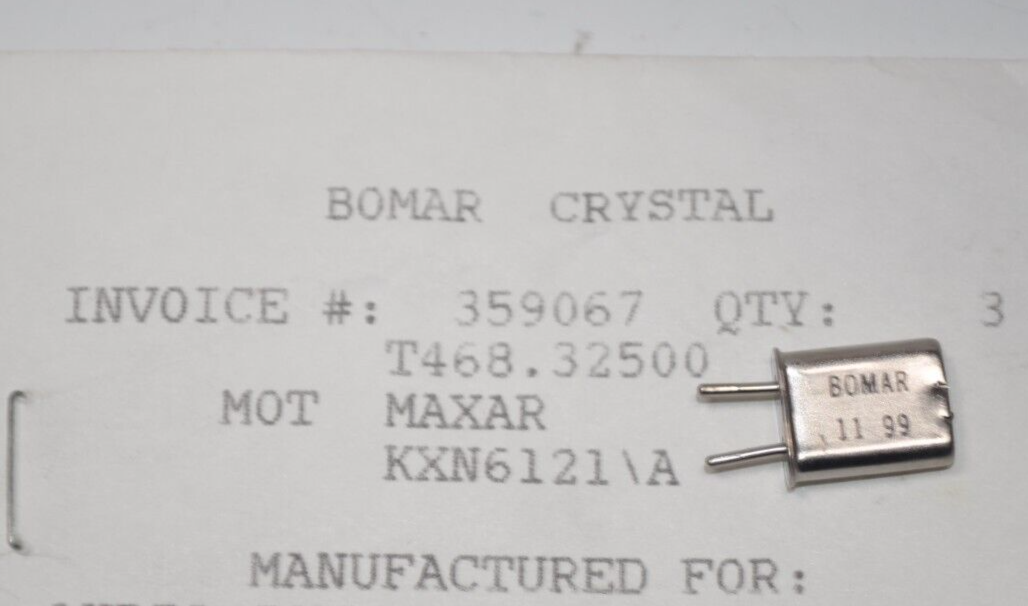 BOMAR CRYSTAL
INVOICE #: 359067 QTY: 3
T468.32500
MOT MAXAR
KXN6121\A
MANUFACTURED FOR:
BOMAR
11 99